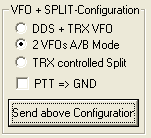 VFO + SPLIT-Configuration
DDS + TRX VFO
2 VFOs A/B Mode
TRX controlled Split
PTT => GND
Send above Configuration